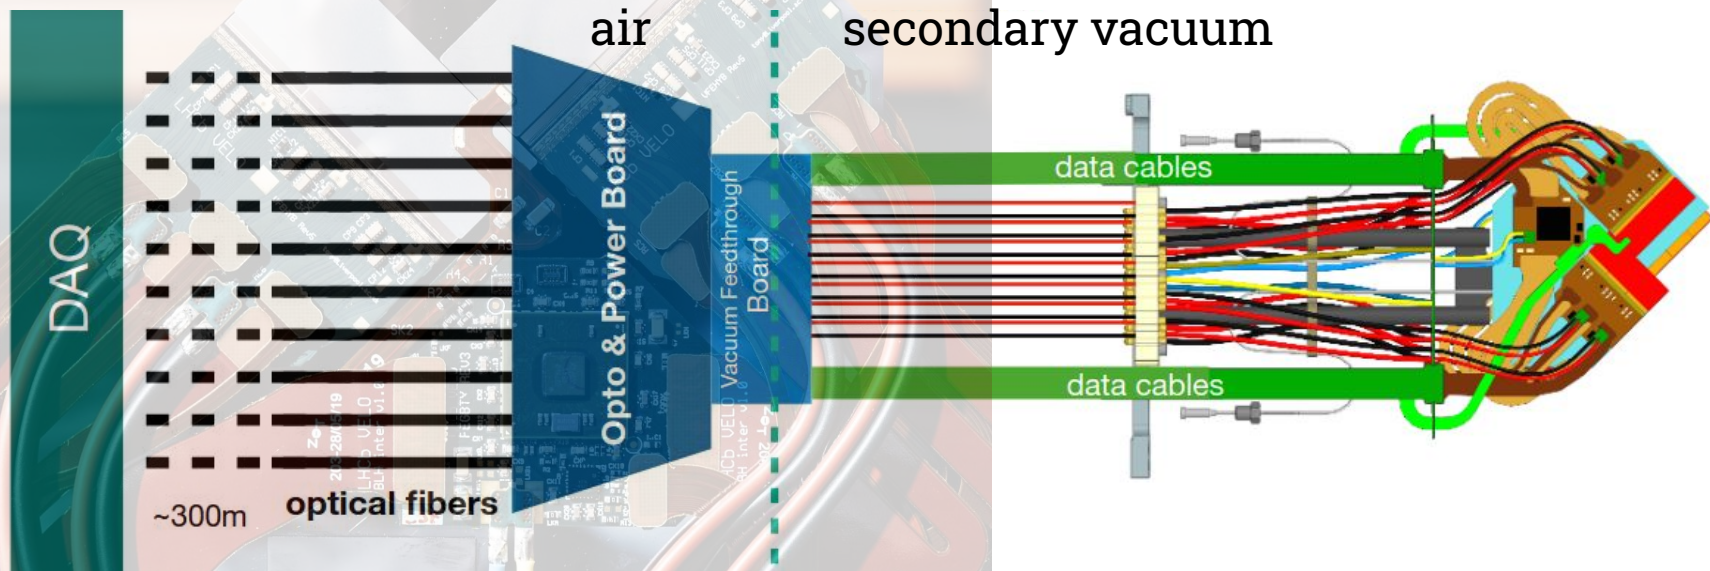 air
secondary vacuum
DAQ
Opto & Power Board
Vacuum Feedthrough
Board
data cables
data cables
~300m
optical fibers